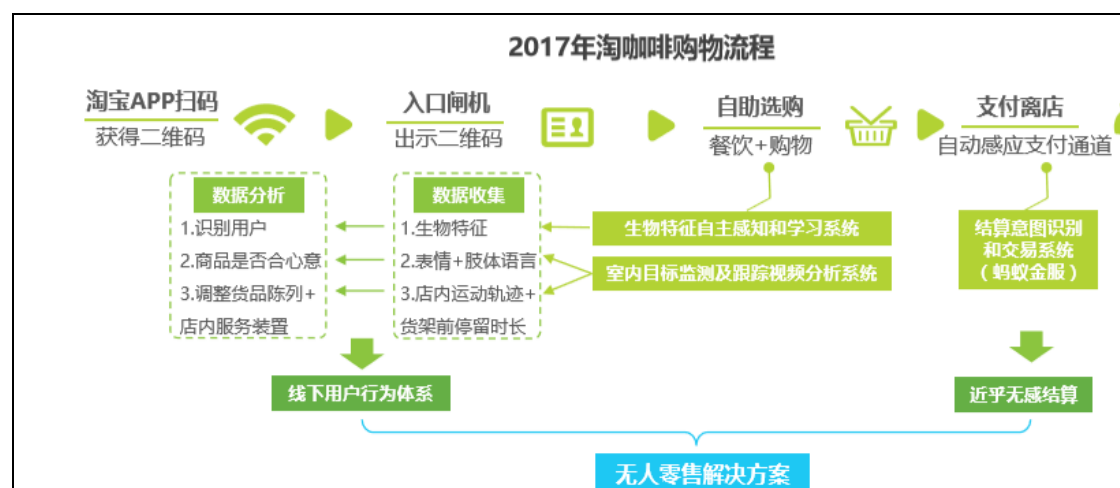 2017年淘咖啡购物流程
淘宝APP扫码
获得二维码
入口闸机
出示二维码
自助选购
餐饮+购物
支付离店
自动感应支付通道
数据分析
1.识别用户
2.商品是否合心意
3.调整货品陈列+
店内服务装置
数据收集
1.生物特征
2.表情+肢体语言
3.店内运动轨迹+
货架前停留时长
生物特征自主感知和学习系统
室内目标监测及跟踪视频分析系统
结算意图识别
和交易系统
（蚂蚁金服）
线下用户行为体系
近乎无感结算
无人零售解决方案